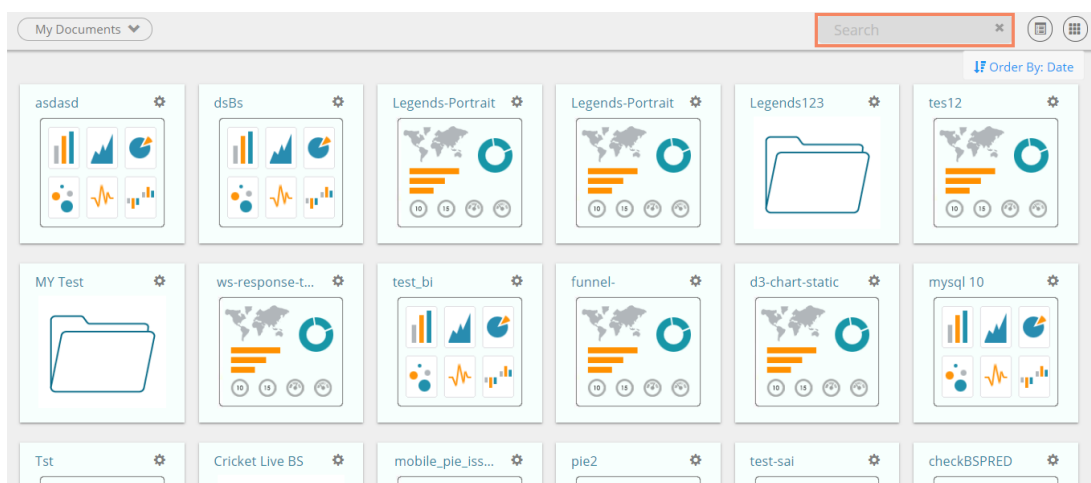 My Documents
Search
Order By: Date
asdasd
dsBs
Legends-Portrait
Legends-Portrait
Legends123
tes12
10 15
10 15
10 15
MY Test
ws-response-t...
test_bi
funnel-
d3-chart-static
mysql 10
10 15
10 15
10 15
Tst
Cricket Live BS
mobile_pie_iss...
pie2
test-sai
checkBSPRED